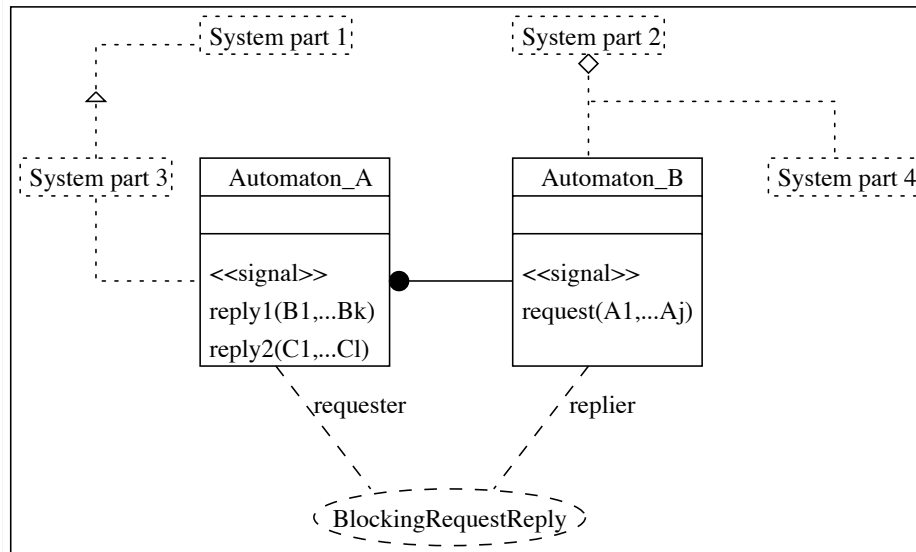 System part 1
System part 2
System part 3
Automaton_A
Automaton_B
System part 4
<<signal>>
reply1(B1,...Bk)
reply2(C1,...Cl)
<<signal>>
request(A1,...Aj)
requester
replier
BlockingRequestReply